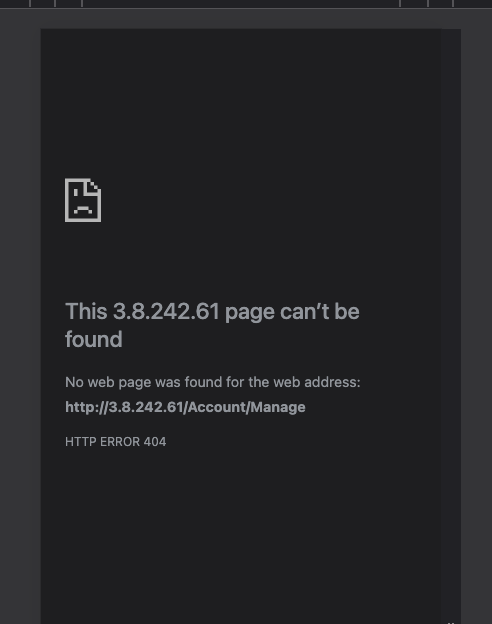 This 3.8.242.61 page can’t be
found
No web page was found for the web address:
http://3.8.242.61/Account/Manage
HTTP ERROR 404